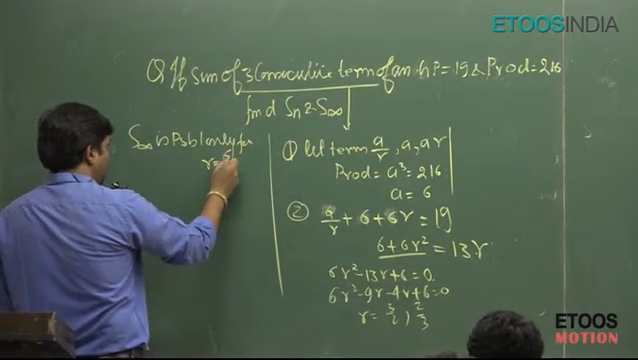 ETOOSINDIA
Q If Sum of 3 Consecutive term of an G P = 19 & Prod = 216
find Sn & S∞
S∞ is Psbl only for
r =
① let term a/r, a, ar
Prod = a³ = 216
a = 6
② a/r + 6 + 6r = 19
6 + 6r² = 13r
6r² - 13r + 6 = 0
6r² - 9r - 4r + 6 = 0
r = 3/2, 2/3
ETOOS
MOTION